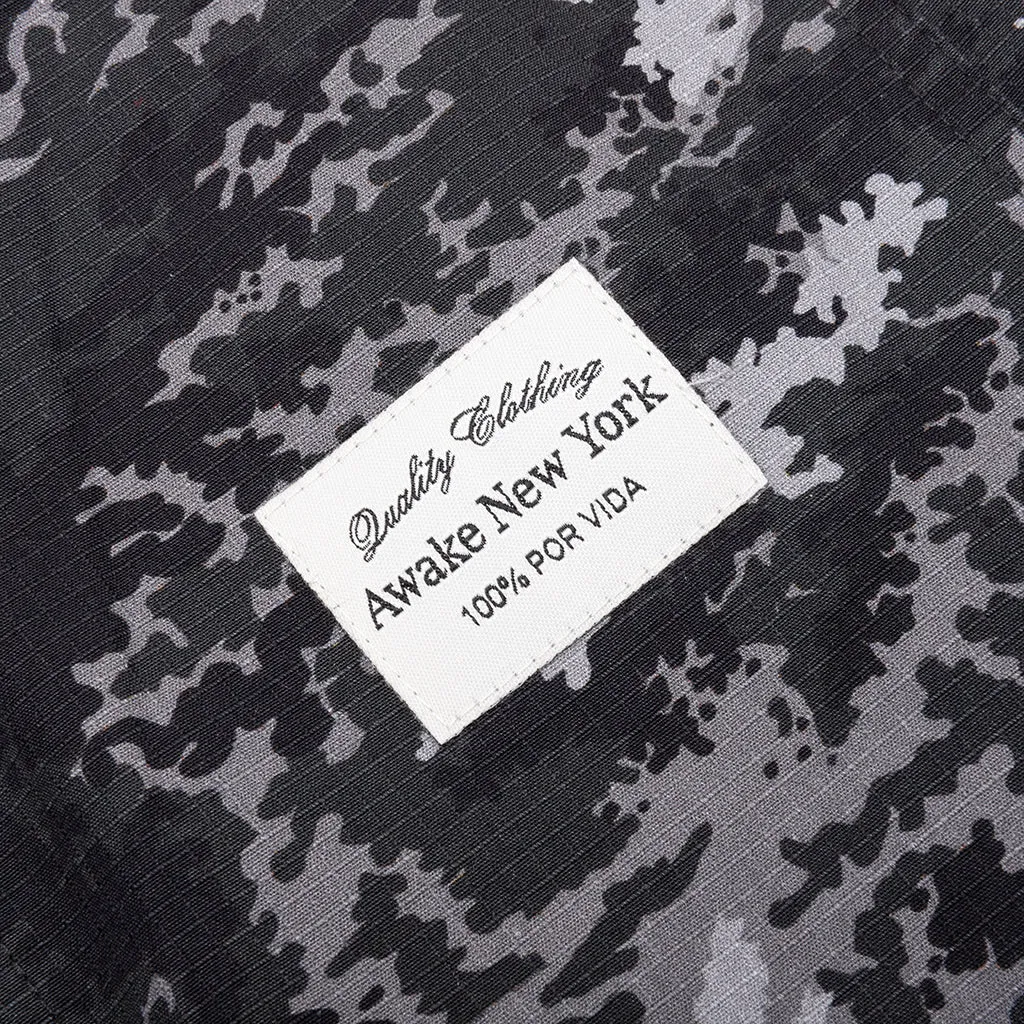 Quality Clothing
Awake New York
100% POR VIDA